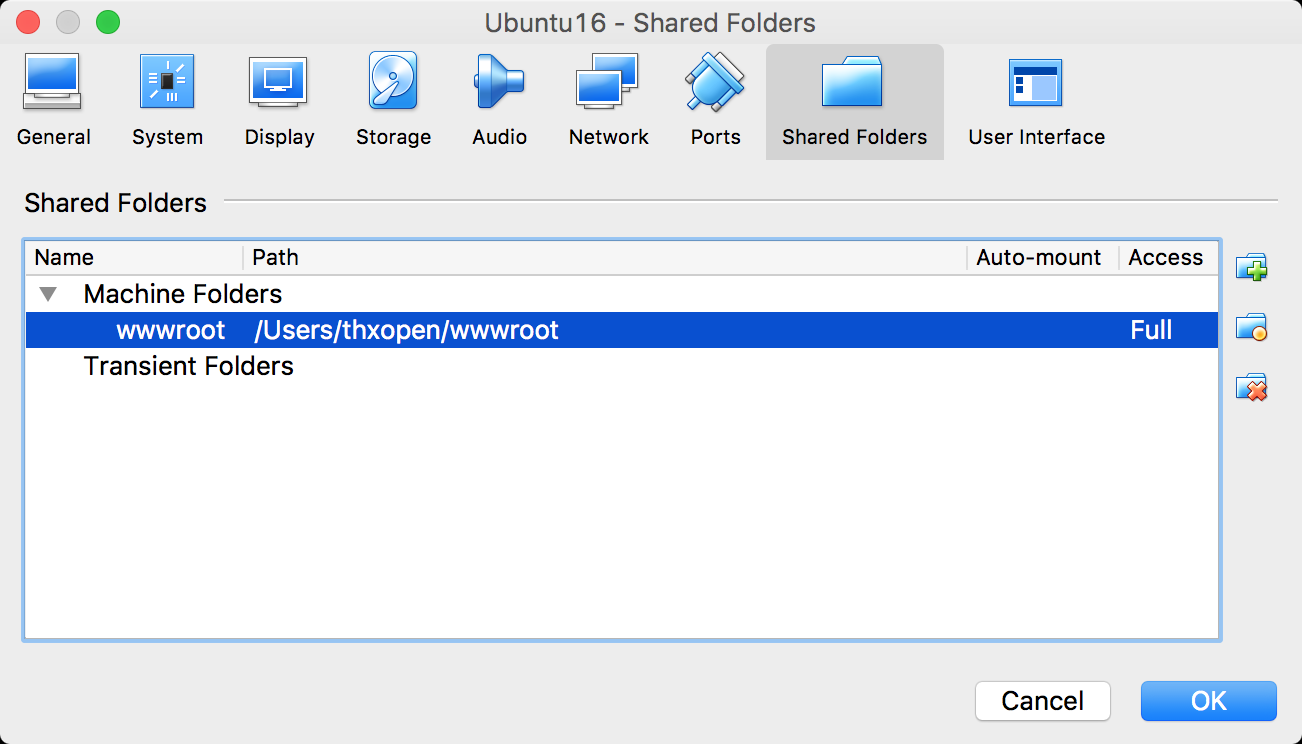 Ubuntu16 - Shared Folders
General System Display Storage Audio Network Ports Shared Folders User Interface
Shared Folders
Name Path Auto-mount Access
Machine Folders
wwwroot /Users/thxopen/wwwroot Full
Transient Folders
Cancel OK